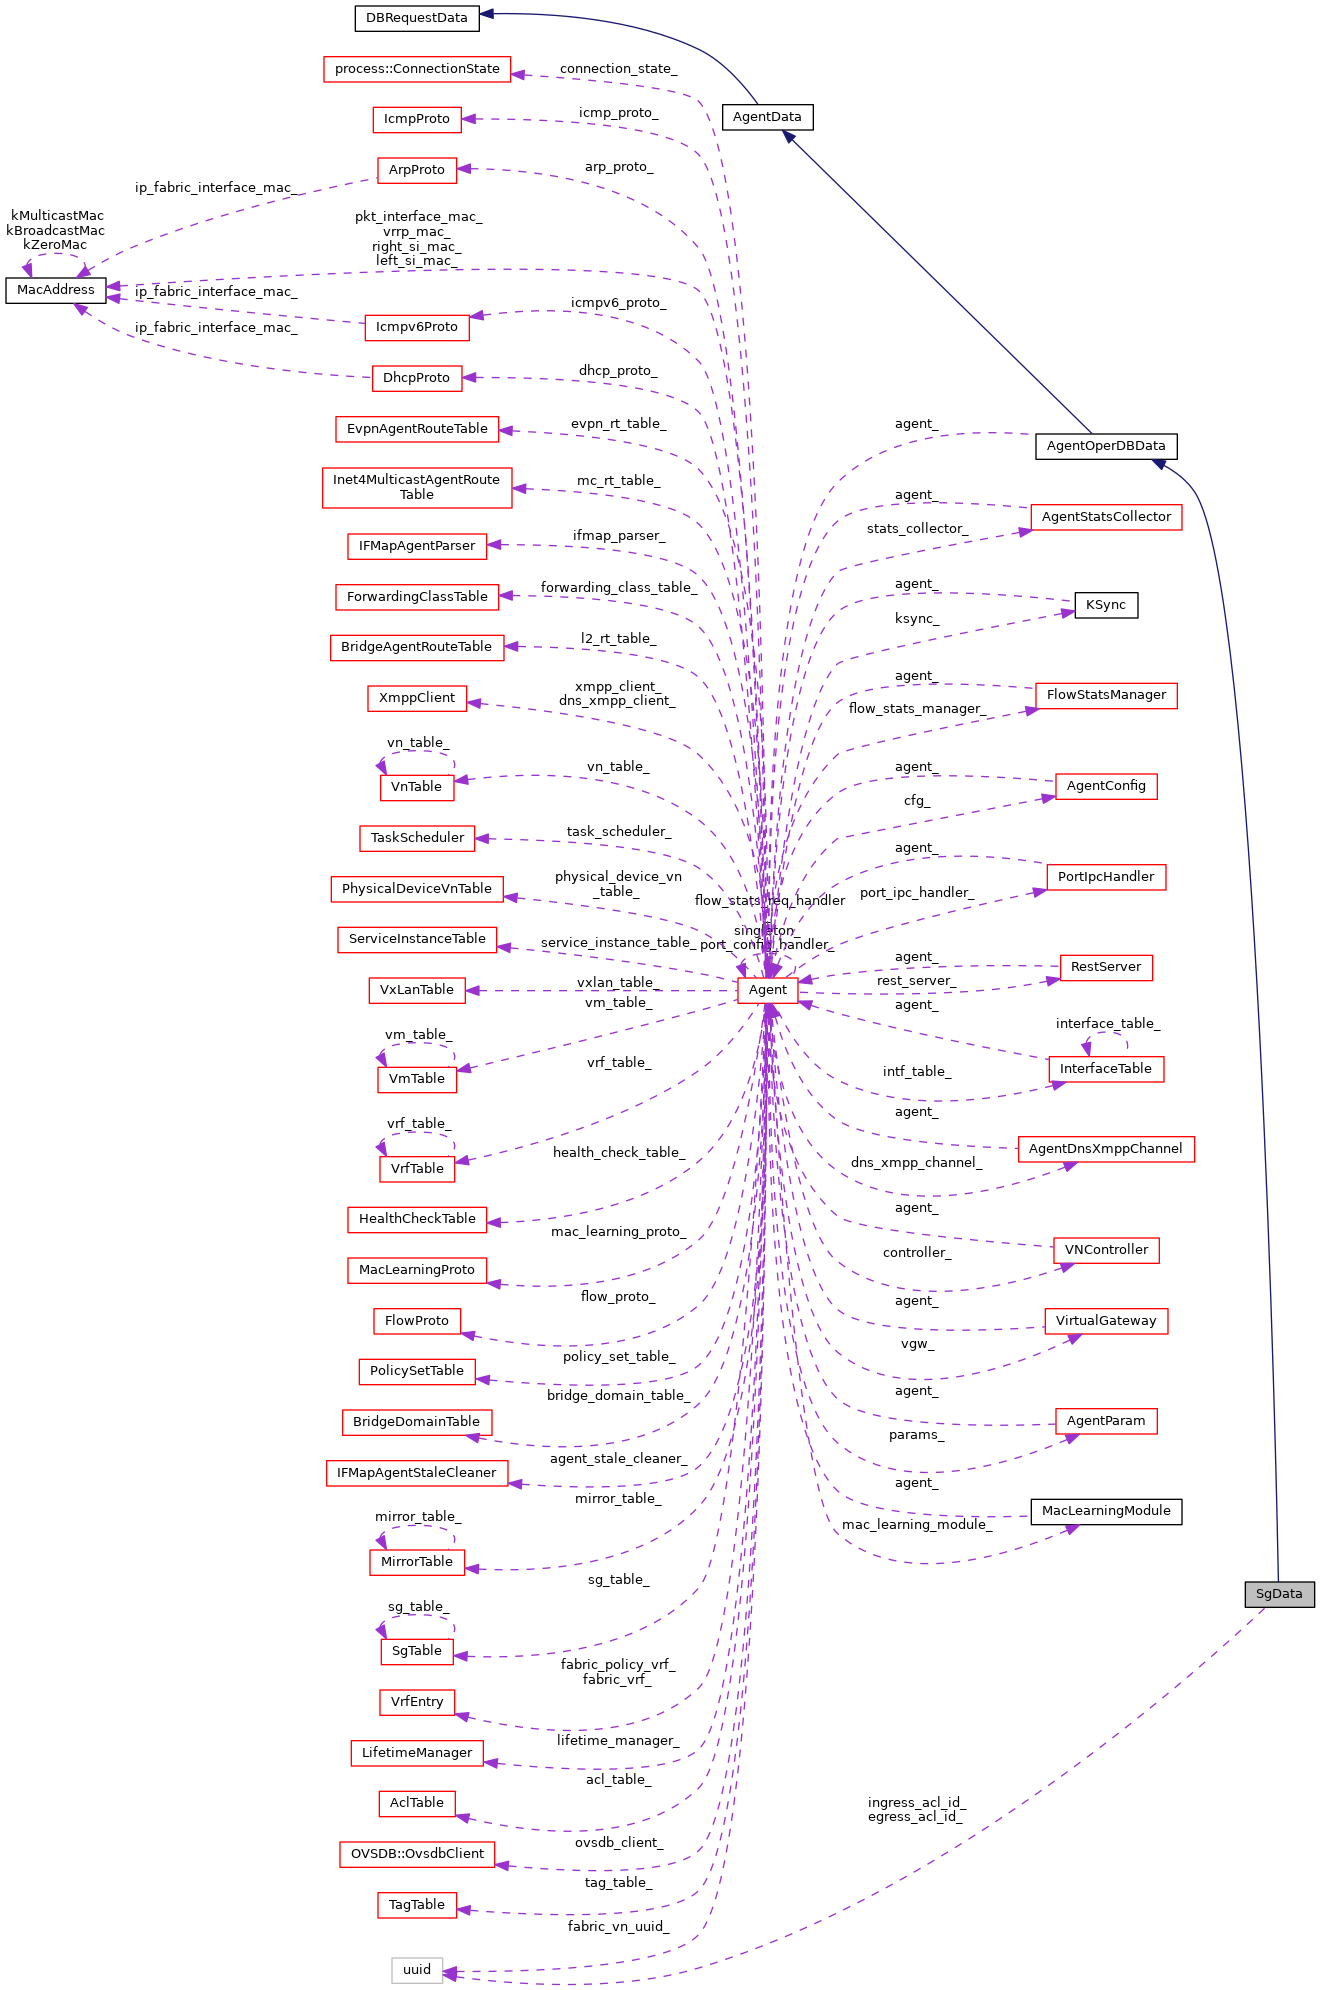 DBRequestData
process::ConnectionState
connection_state_
IcmpProto
icmp_proto_
AgentData
ArpProto
arp_proto_
ip_fabric_interface_mac_
kMulticastMac
kBroadcastMac
kZeroMac
pkt_interface_mac_
vrrp_mac_
right_si_mac_
left_si_mac_
MacAddress
ip_fabric_interface_mac_
icmpv6_proto_
Icmpv6Proto
ip_fabric_interface_mac_
dhcp_proto_
DhcpProto
EvpnAgentRouteTable
evpn_rt_table_
agent_
AgentOperDBData
Inet4MulticastAgentRoute
Table
mc_rt_table_
agent_
AgentStatsCollector
stats_collector_
IFMapAgentParser
ifmap_parser_
ForwardingClassTable
forwarding_class_table_
agent_
KSync
ksync_
BridgeAgentRouteTable
l2_rt_table_
XmppClient
xmpp_client_
dns_xmpp_client_
agent_
FlowStatsManager
flow_stats_manager_
vn_table_
VnTable
vn_table_
agent_
AgentConfig
cfg_
TaskScheduler
task_scheduler_
agent_
PortIpcHandler
port_ipc_handler_
PhysicalDeviceVnTable
physical_device_vn
_table_
flow_stats_req_handler
singleton_
port_config_handler_
ServiceInstanceTable
service_instance_table_
agent_
RestServer
rest_server_
VxLanTable
vxlan_table_
Agent
vm_table_
agent_
interface_table_
InterfaceTable
intf_table_
vm_table_
VmTable
vrf_table_
agent_
AgentDnsXmppChannel
dns_xmpp_channel_
vrf_table_
VrfTable
health_check_table_
HealthCheckTable
agent_
VNController
controller_
mac_learning_proto_
MacLearningProto
flow_proto_
FlowProto
agent_
VirtualGateway
vgw_
policy_set_table_
PolicySetTable
bridge_domain_table_
BridgeDomainTable
agent_
AgentParam
params_
agent_stale_cleaner_
IFMapAgentStaleCleaner
agent_
MacLearningModule
mac_learning_module_
mirror_table_
mirror_table_
MirrorTable
sg_table_
SgData
sg_table_
SgTable
fabric_policy_vrf_
fabric_vrf_
VrfEntry
lifetime_manager_
LifetimeManager
acl_table_
AclTable
ingress_acl_id_
egress_acl_id_
ovsdb_client_
OVSDB::OvsdbClient
tag_table_
TagTable
fabric_vn_uuid_
uuid